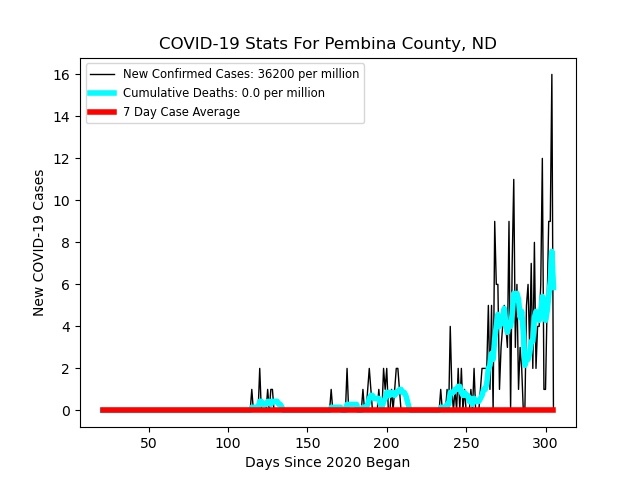 COVID-19 Stats For Pembina County, ND
New Confirmed Cases: 36200 per million
Cumulative Deaths: 0.0 per million
7 Day Case Average
New COVID-19 Cases
16
14
12
10
8
6
4
2
0
50 100 150 200 250 300
Days Since 2020 Began